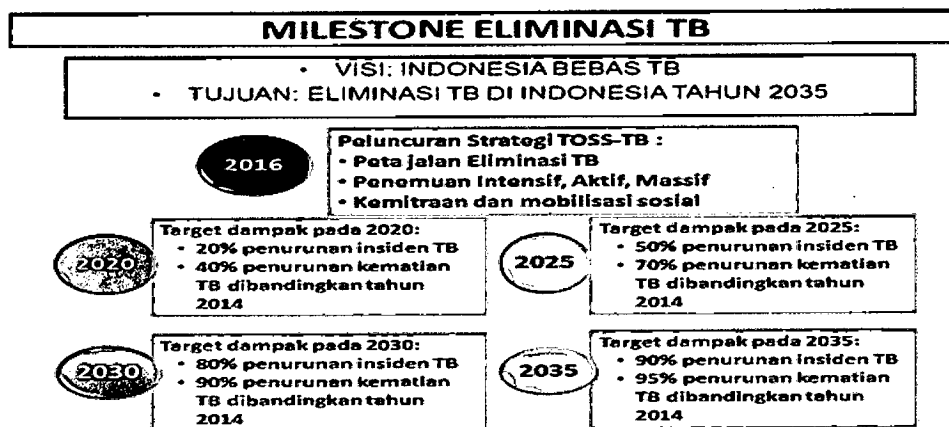 MILESTONE ELIMINASI TB
• VISI: INDONESIA BEBAS TB
• TUJUAN: ELIMINASI TB DI INDONESIA TAHUN 2035
2016
Peluncuran Strategi TOSS-TB :
• Peta jalan Eliminasi TB
• Penemuan Intensif, Aktif, Massif
• Kemitraan dan mobilisasi sosial
2020
Target dampak pada 2020:
• 20% penurunan insiden TB
• 40% penurunan kematian
TB dibandingkan tahun
2014
2025
Target dampak pada 2025:
• 50% penurunan insiden TB
• 70% penurunan kematian
TB dibandingkan tahun
2014
2030
Target dampak pada 2030:
• 80% penurunan insiden TB
• 90% penurunan kematian
TB dibandingkan tahun
2014
2035
Target dampak pada 2035:
• 90% penurunan insiden TB
• 95% penurunan kematian
TB dibandingkan tahun
2014